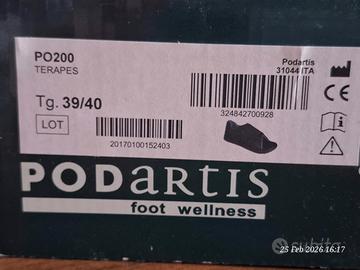 PO200
TERAPES
Podartis
31044 ITA
Tg. 39/40
324842700928
LOT
20170100152403
PODARTIS
foot wellness
25 Feb 2026 16:17
subito